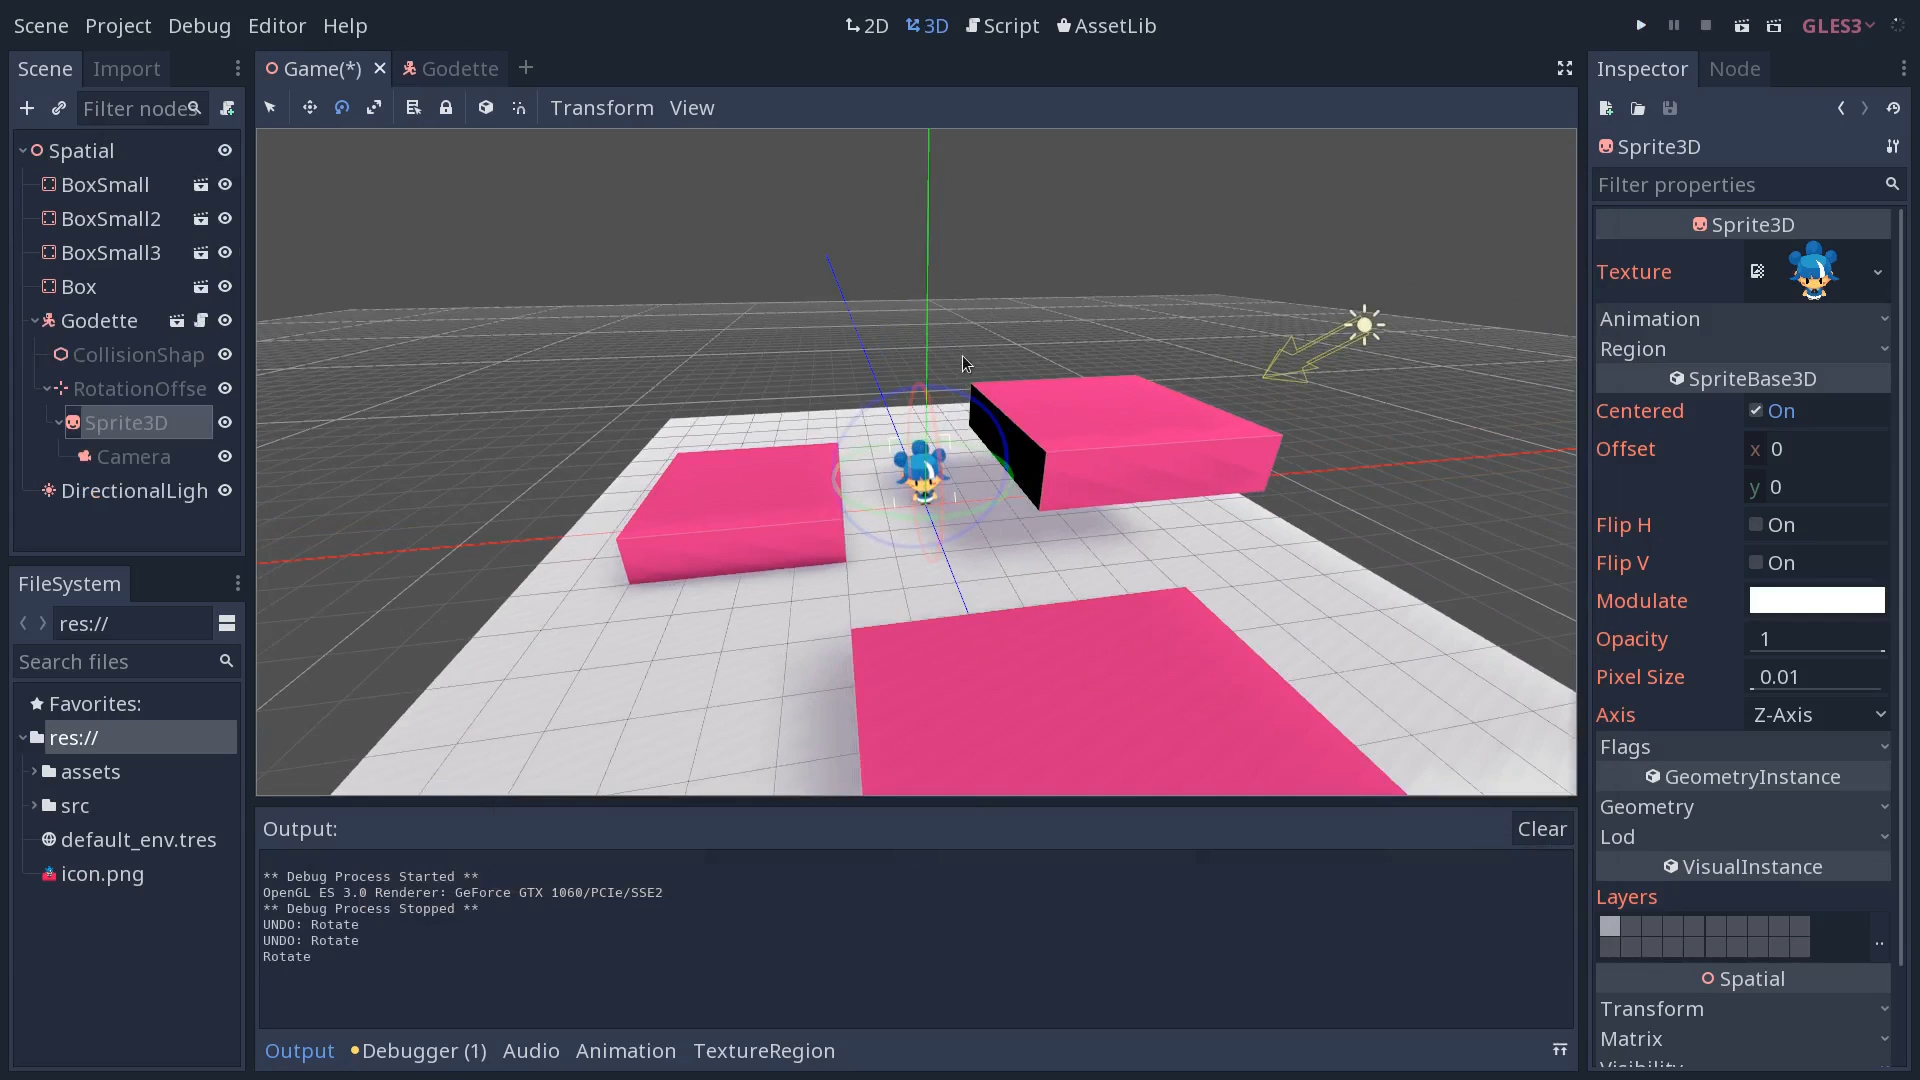 Scene Project Debug Editor Help
2D 3D Script AssetLib
GLES3
Scene Import
Filter nodes
Spatial
BoxSmall
BoxSmall2
BoxSmall3
Box
Godette
CollisionShap
RotationOffse
Sprite3D
Camera
DirectionalLigh
FileSystem
res://
Search files
Favorites:
res://
assets
src
default_env.tres
icon.png
Game(*) Godette
Transform View
Output:
Clear
** Debug Process Started **
OpenGL ES 3.0 Renderer: GeForce GTX 1060/PCIe/SSE2
** Debug Process Stopped **
UNDO: Rotate
UNDO: Rotate
Rotate
Output Debugger (1) Audio Animation TextureRegion
Inspector Node
Sprite3D
Filter properties
Sprite3D
Texture
Animation
Region
SpriteBase3D
Centered On
Offset x 0
y 0
Flip H On
Flip V On
Modulate
Opacity 1
Pixel Size 0.01
Axis Z-Axis
Flags
GeometryInstance
Geometry
Lod
VisualInstance
Layers
..
Spatial
Transform
Matrix
Visibility